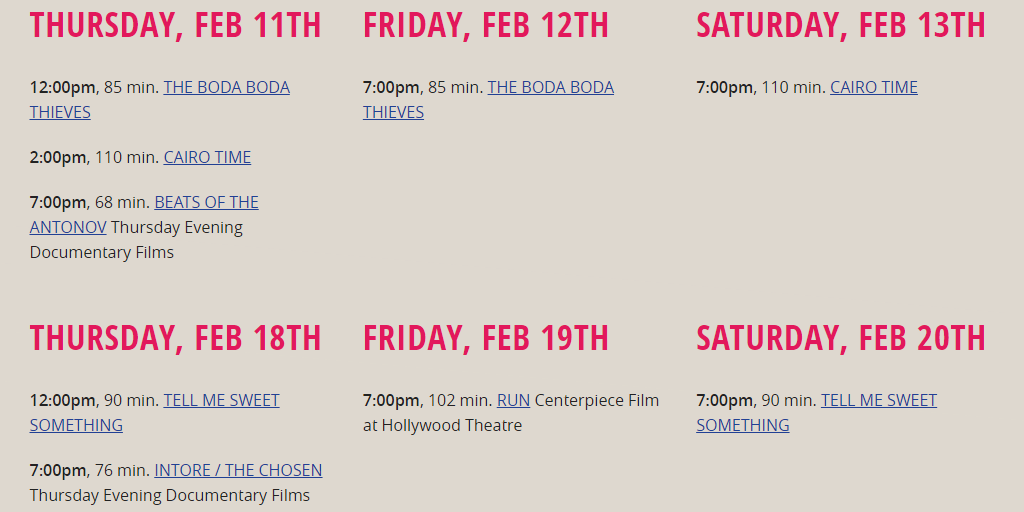 THURSDAY, FEB 11TH
12:00pm, 85 min. THE BODA BODA
THIEVES
2:00pm, 110 min. CAIRO TIME
7:00pm, 68 min. BEATS OF THE
ANTONOV Thursday Evening
Documentary Films
FRIDAY, FEB 12TH
7:00pm, 85 min. THE BODA BODA
THIEVES
SATURDAY, FEB 13TH
7:00pm, 110 min. CAIRO TIME
THURSDAY, FEB 18TH
12:00pm, 90 min. TELL ME SWEET
SOMETHING
7:00pm, 76 min. INTORE / THE CHOSEN
Thursday Evening Documentary Films
FRIDAY, FEB 19TH
7:00pm, 102 min. RUN Centerpiece Film
at Hollywood Theatre
SATURDAY, FEB 20TH
7:00pm, 90 min. TELL ME SWEET
SOMETHING